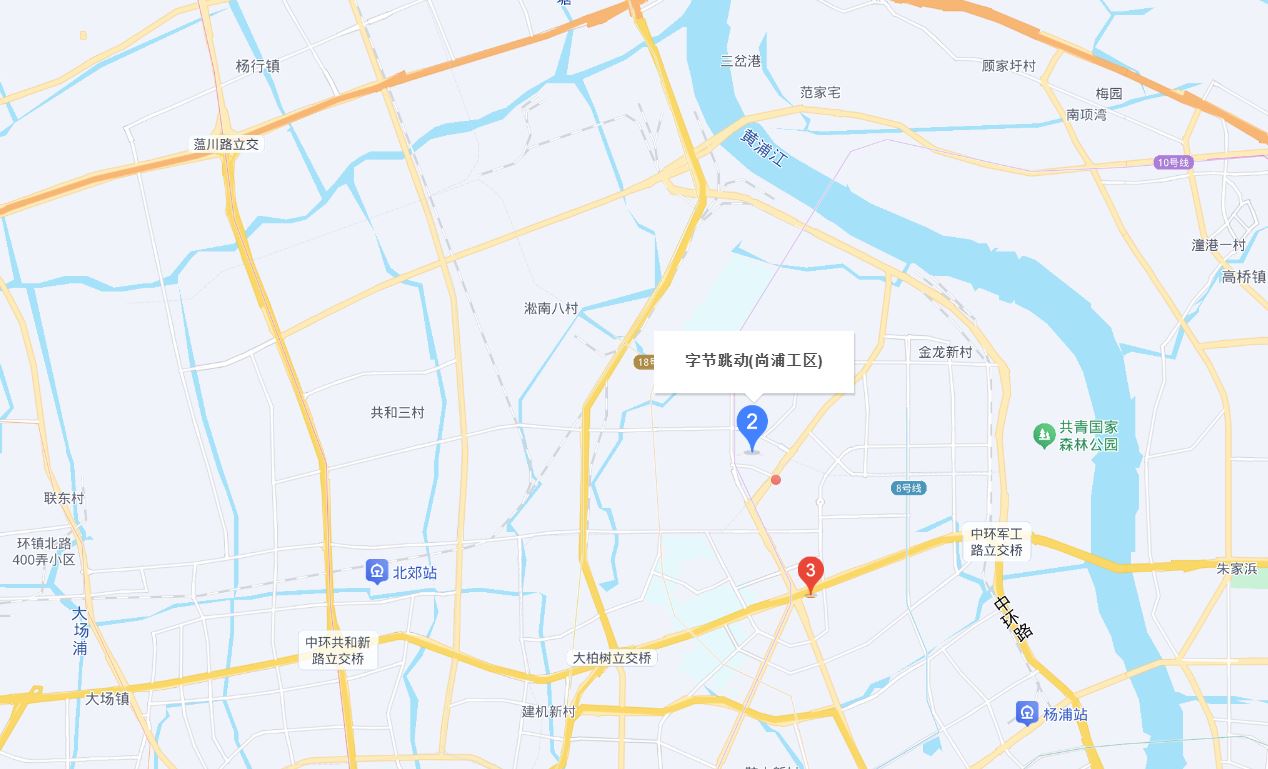 三岔港
杨行镇
顾家圩村
范家宅
梅园
南项湾
薀川路立交
黄浦江
10号线
潼港一村
高桥镇
淞南八村
18号
字节跳动(尚浦工区)
金龙新村
2
共和三村
共青国家
森林公园
8号线
联东村
环镇北路
400弄小区
中环军工
路立交桥
北郊站
3
朱家浜
大场浦
中环路
中环共和新
路立交桥
大柏树立交桥
大场镇
建机新村
杨浦站